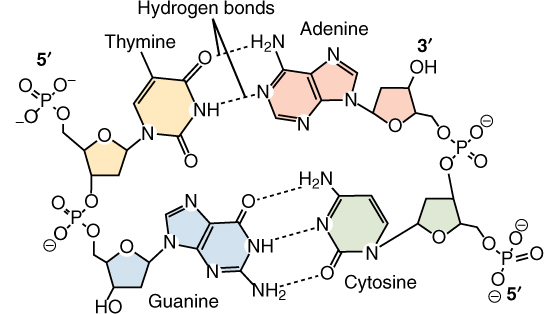 Hydrogen bonds
Thymine
Adenine
5′
3′
O
H₂N
N
OH
O
O⁻
P
⁻O
O
NH
N
N
N
O
O
N
O
O
O
P
O
⊖
O
O
O
P
O
O
⊖
O
N
O
H₂N
NH
N
O
O
O
N
N
NH₂
O
N
O
P
O
⊖
O
⊖
HO
Guanine
Cytosine
5′